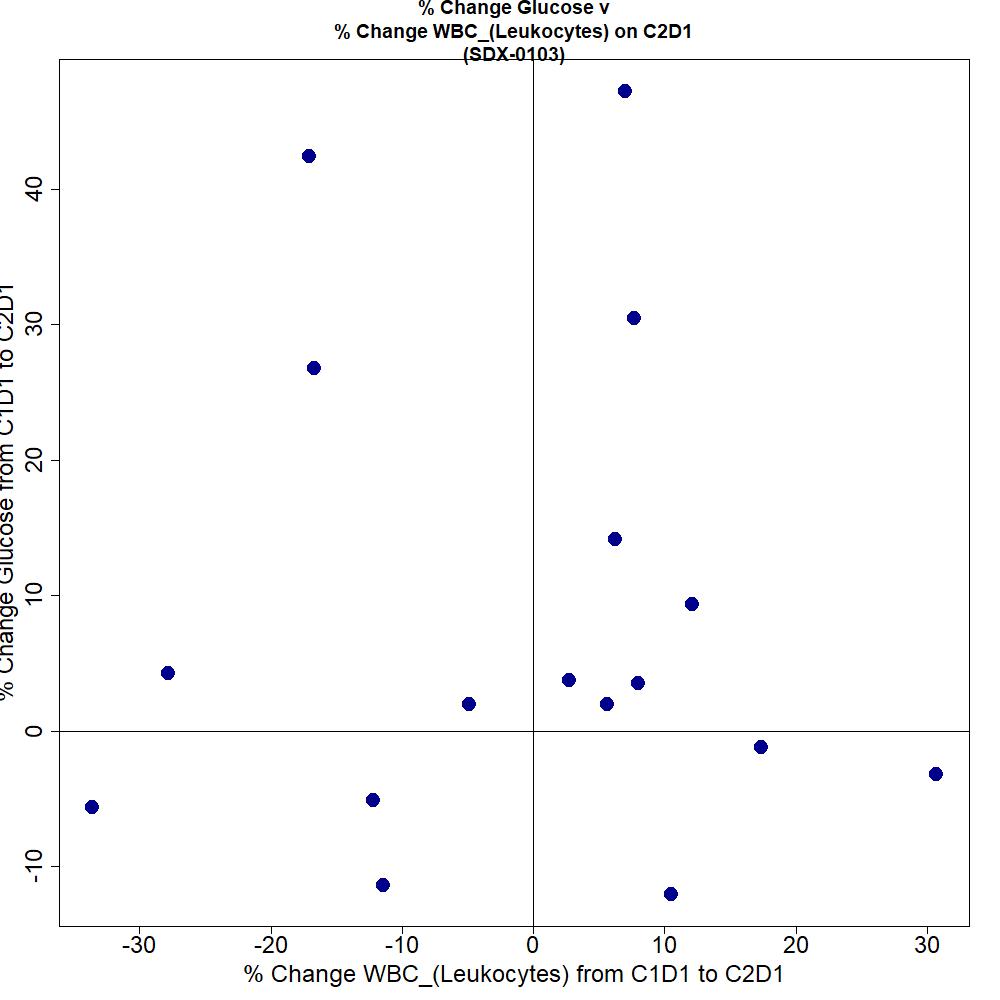 % Change Glucose v
% Change WBC_(Leukocytes) on C2D1
(SDX-0103)
% Change Glucose from C1D1 to C2D1
40
30
20
10
0
-10
-30
-20
-10
0
10
20
30
% Change WBC_(Leukocytes) from C1D1 to C2D1